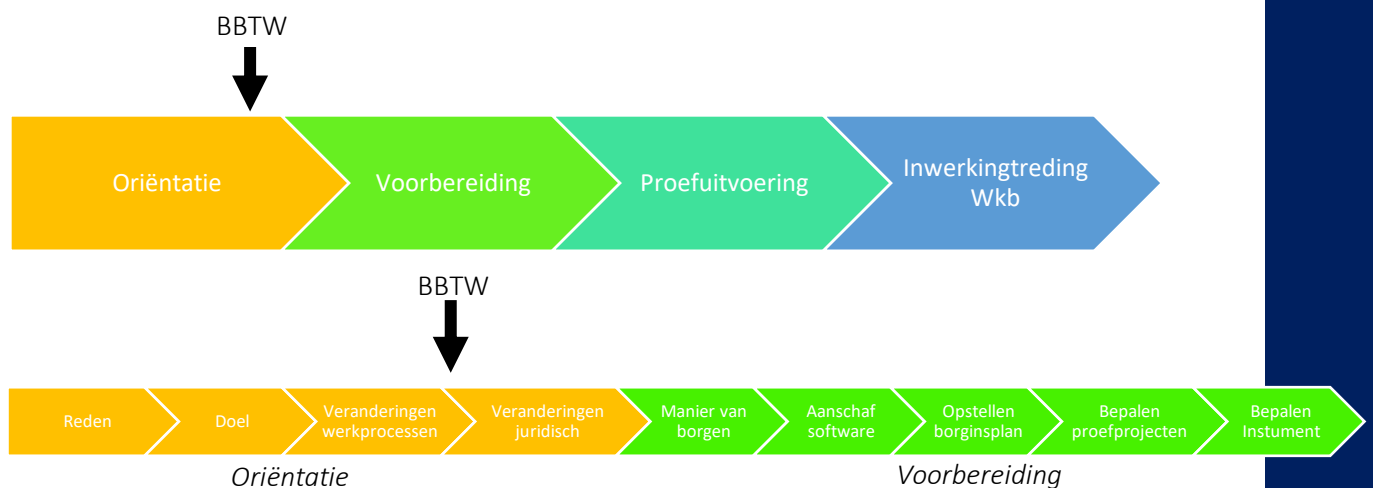 BBTW
Oriëntatie
Voorbereiding
Proefuitvoering
Inwerkingtreding
Wkb
BBTW
Reden
Doel
Veranderingen
werkprocessen
Veranderingen
juridisch
Manier van
borgen
Aanschaf
software
Opstellen
borginsplan
Bepalen
proefprojecten
Bepalen
Instument
Oriëntatie
Voorbereiding